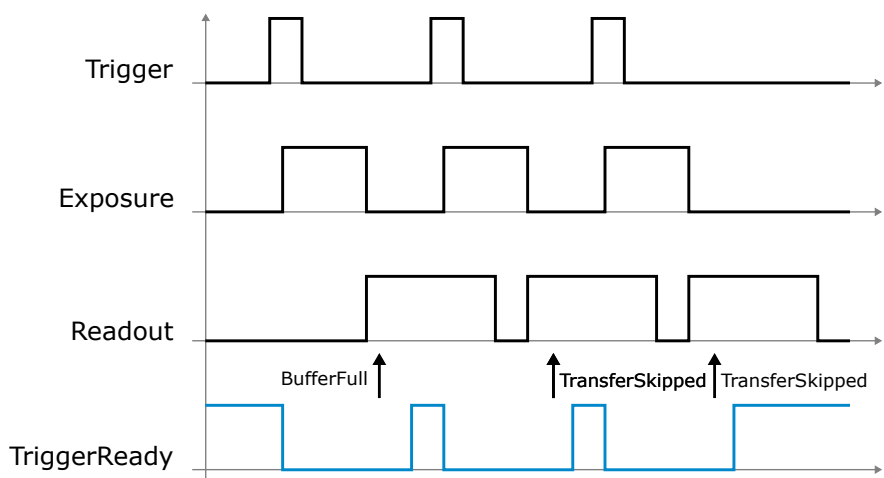 Trigger
Exposure
Readout
BufferFull
TransferSkipped
TransferSkipped
TriggerReady